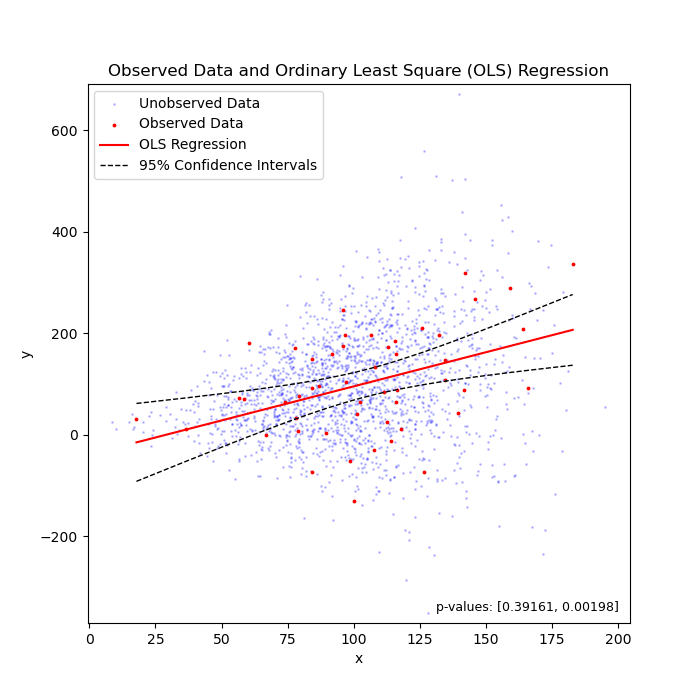 Observed Data and Ordinary Least Square (OLS) Regression
Unobserved Data
Observed Data
OLS Regression
95% Confidence Intervals
600
400
200
0
−200
y
p-values: [0.39161, 0.00198]
0 25 50 75 100 125 150 175 200
x